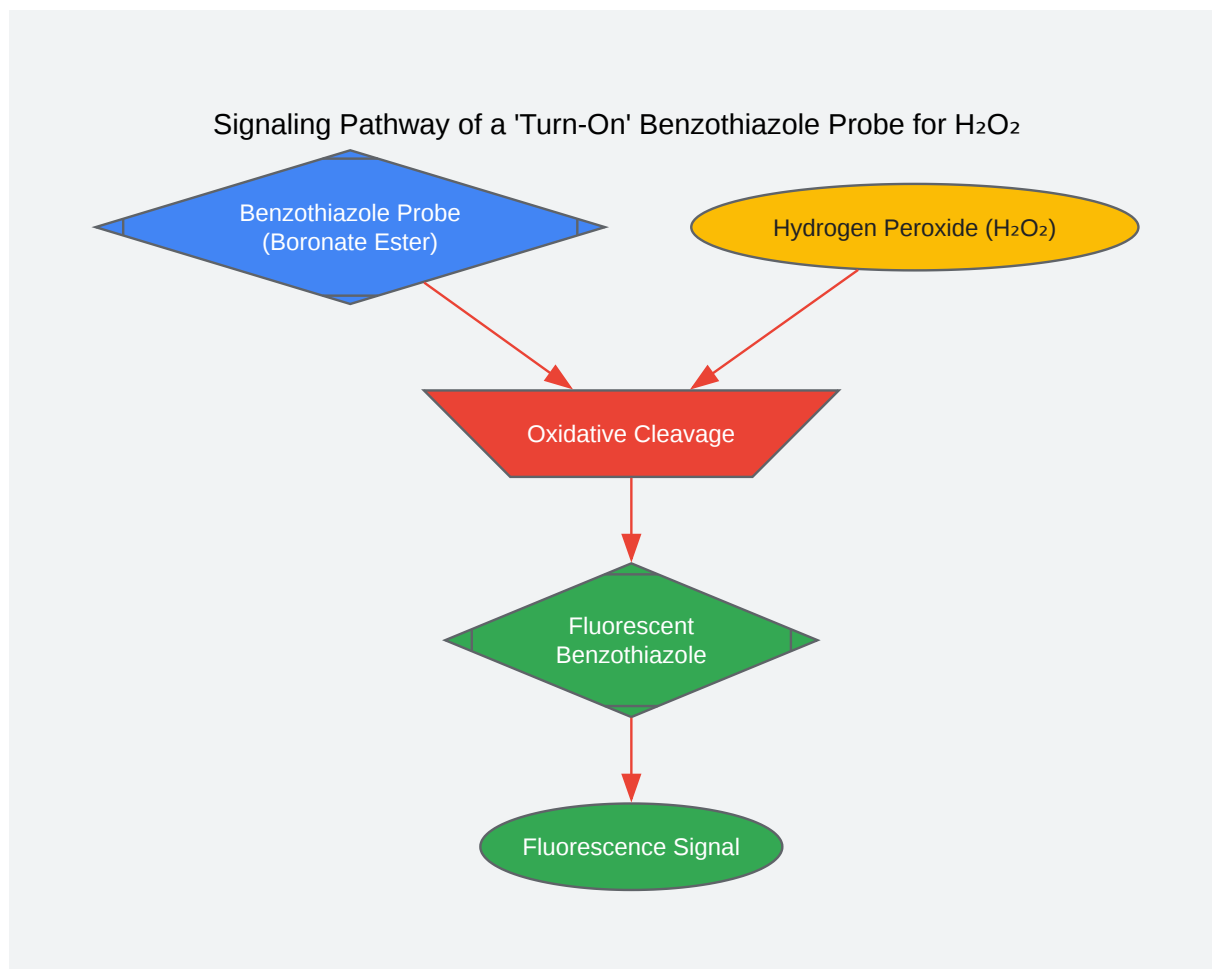 Signaling Pathway of a 'Turn-On' Benzothiazole Probe for H₂O₂
Benzothiazole Probe
(Boronate Ester)
Hydrogen Peroxide (H₂O₂)
Oxidative Cleavage
Fluorescent
Benzothiazole
Fluorescence Signal